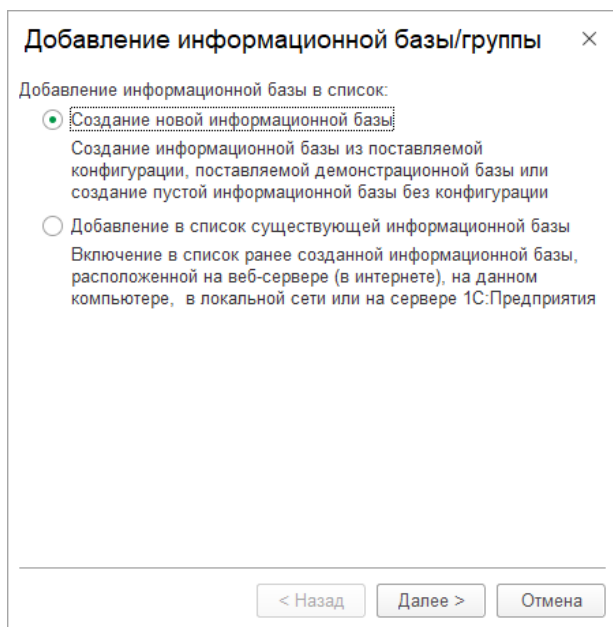 Добавление информационной базы/группы
Добавление информационной базы в список:
Создание новой информационной базы
Создание информационной базы из поставляемой
конфигурации, поставляемой демонстрационной базы или
создание пустой информационной базы без конфигурации
Добавление в список существующей информационной базы
Включение в список ранее созданной информационной базы,
расположенной на веб-сервере (в интернете), на данном
компьютере, в локальной сети или на сервере 1С:Предприятия
< Назад Далее > Отмена